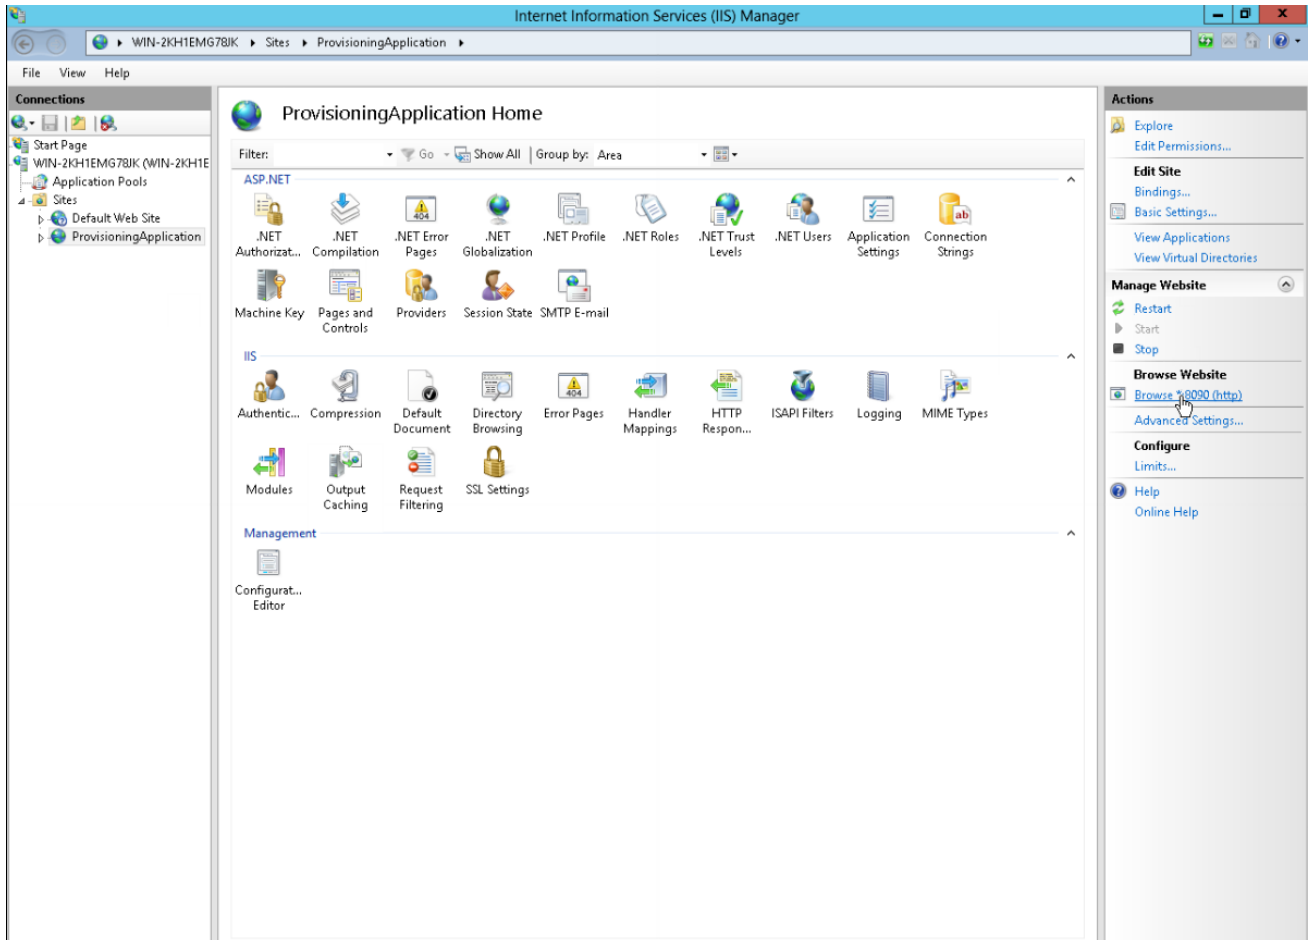 Internet Information Services (IIS) Manager
WIN-2KH1EMG78JK Sites ProvisioningApplication
File View Help
Connections
Start Page
WIN-2KH1EMG78JK (WIN-2KH1E
Application Pools
Sites
Default Web Site
ProvisioningApplication
ProvisioningApplication Home
Filter: Go Show All Group by: Area
ASP.NET
.NET Authorizat...
.NET Compilation
404
.NET Error Pages
.NET Globalization
.NET Profile
.NET Roles
.NET Trust Levels
.NET Users
Application Settings
ab
Connection Strings
Machine Key
Pages and Controls
Providers
Session State
SMTP E-mail
IIS
Authentic...
Compression
Default Document
Directory Browsing
404
Error Pages
Handler Mappings
HTTP Respon...
ISAPI Filters
Logging
MIME Types
Modules
Output Caching
Request Filtering
SSL Settings
Management
Configurat... Editor
Actions
Explore
Edit Permissions...
Edit Site
Bindings...
Basic Settings...
View Applications
View Virtual Directories
Manage Website
Restart
Start
Stop
Browse Website
Browse *:8090 (http)
Advanced Settings...
Configure
Limits...
Help
Online Help